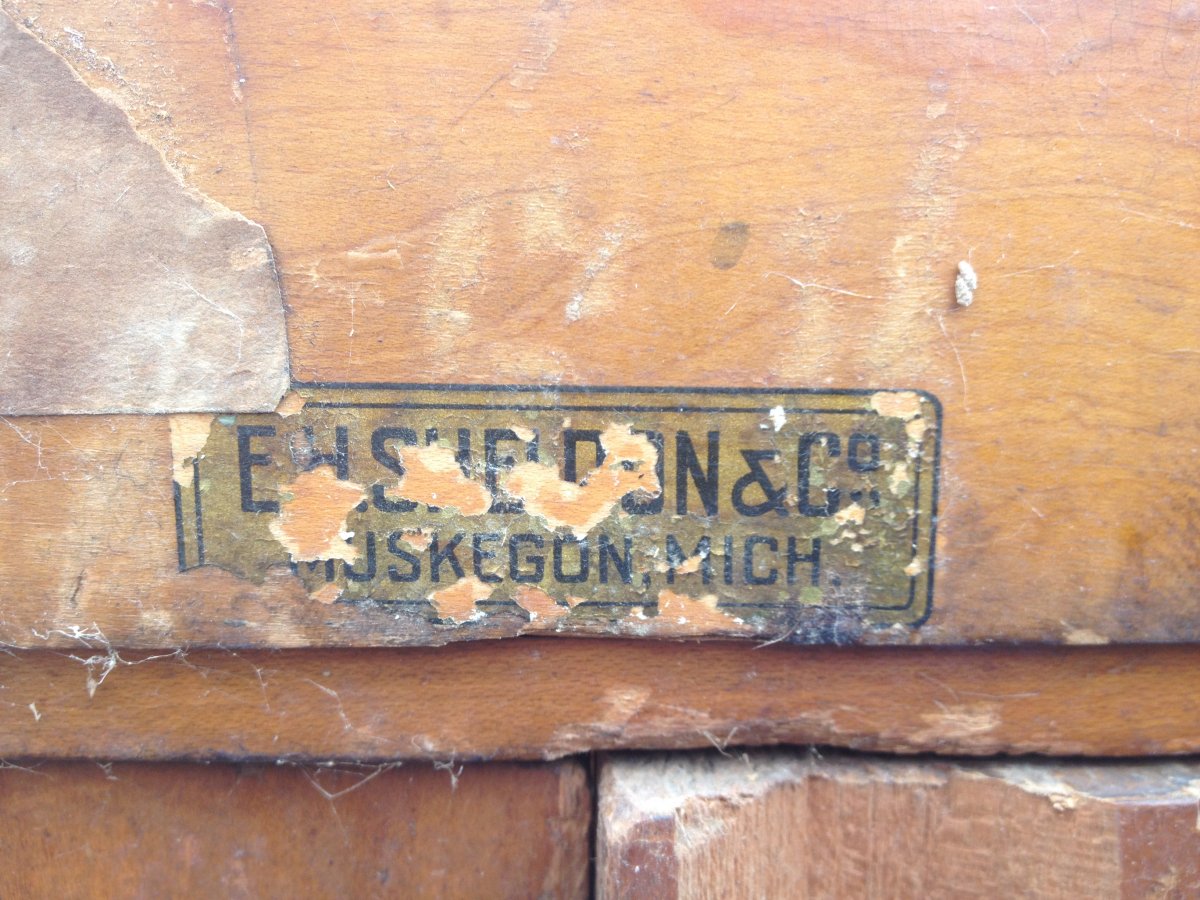 E.H. SHELDON & Co.
MUSKEGON, MICH.